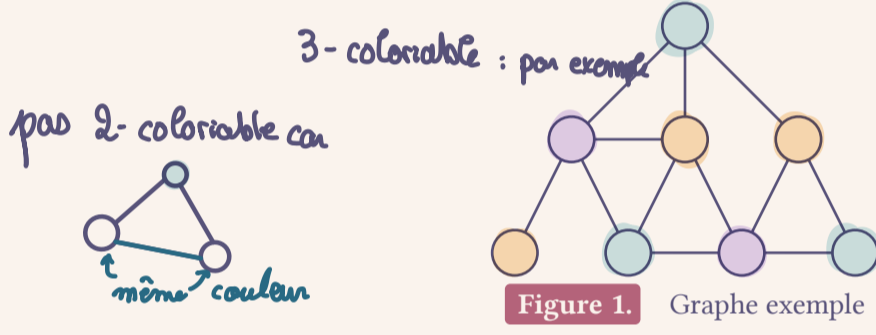 3-coloriable : par exemple
pas 2-coloriable car
même couleur
Figure 1. Graphe exemple